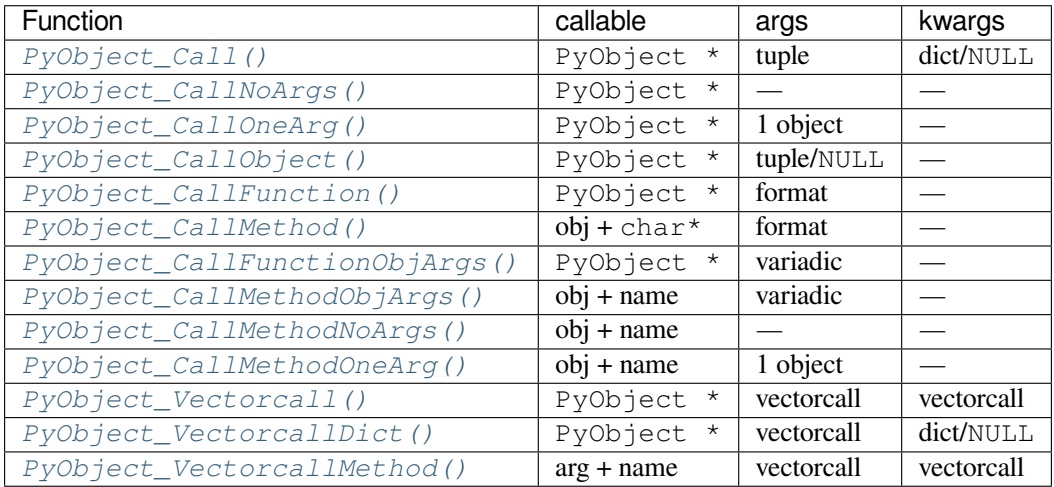 Function callable args kwargs
PyObject_Call() PyObject * tuple dict/NULL
PyObject_CallNoArgs() PyObject * — —
PyObject_CallOneArg() PyObject * 1 object —
PyObject_CallObject() PyObject * tuple/NULL —
PyObject_CallFunction() PyObject * format —
PyObject_CallMethod() obj + char* format —
PyObject_CallFunctionObjArgs() PyObject * variadic —
PyObject_CallMethodObjArgs() obj + name variadic —
PyObject_CallMethodNoArgs() obj + name — —
PyObject_CallMethodOneArg() obj + name 1 object —
PyObject_Vectorcall() PyObject * vectorcall vectorcall
PyObject_VectorcallDict() PyObject * vectorcall dict/NULL
PyObject_VectorcallMethod() arg + name vectorcall vectorcall